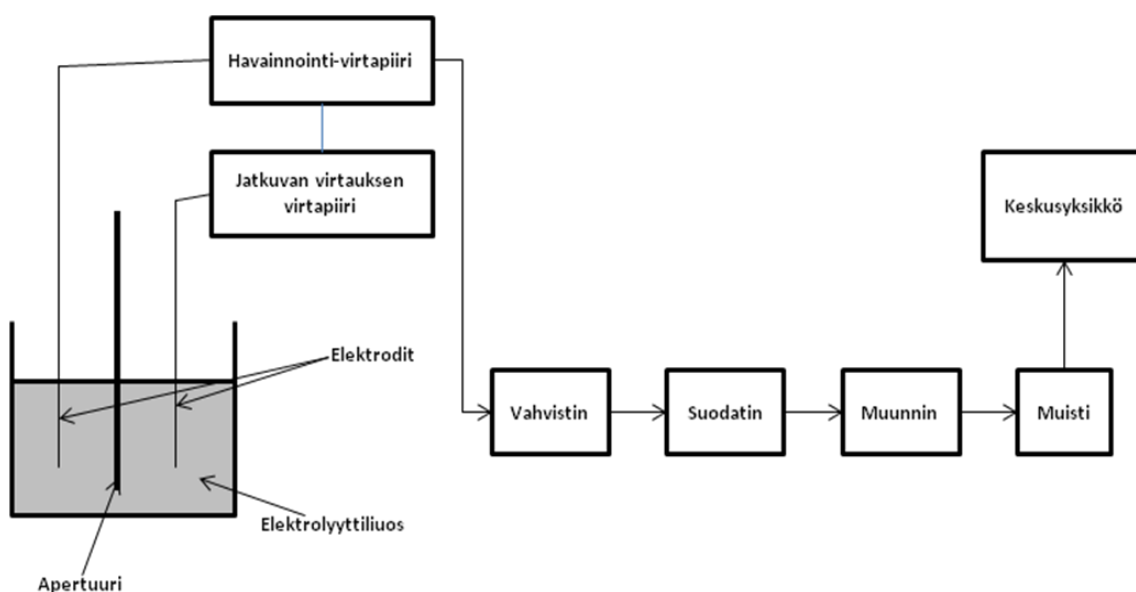 Havainnointi-virtapiiri
Jatkuvan virtauksen
virtapiiri
Keskusyksikkö
Elektrodit
Vahvistin
Suodatin
Muunnin
Muisti
Elektrolyyttiliuos
Apertuuri